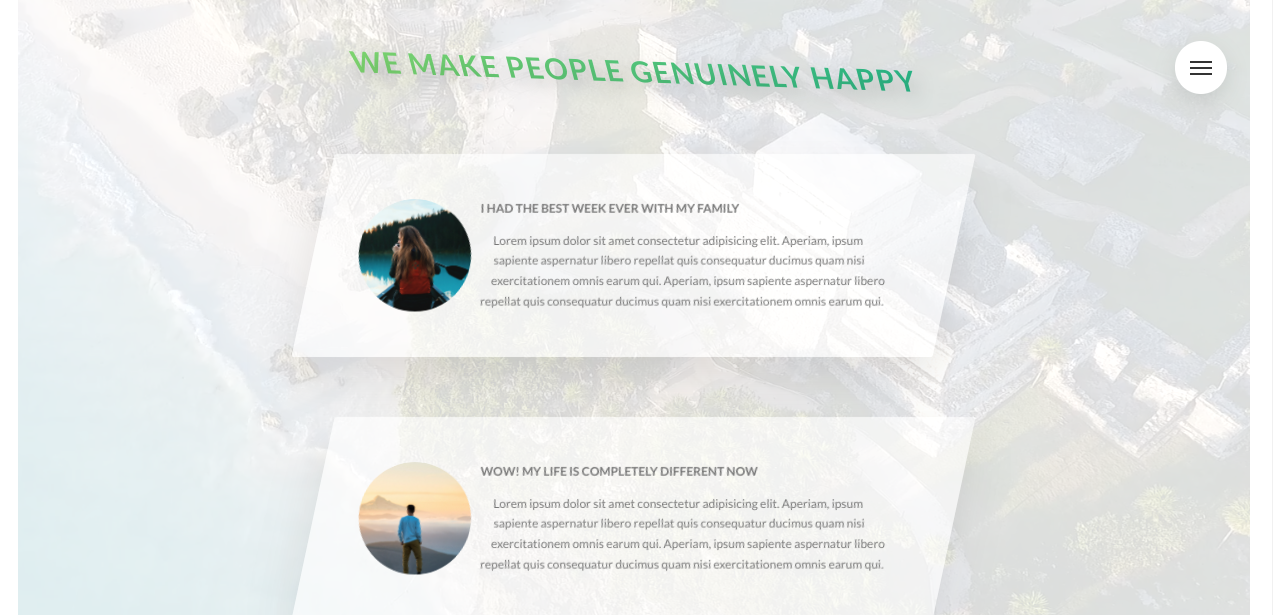 WE MAKE PEOPLE GENUINELY HAPPY
I HAD THE BEST WEEK EVER WITH MY FAMILY
Lorem ipsum dolor sit amet consectetur adipisicing elit. Aperiam, ipsum
sapiente aspernatur libero repellat quis consequatur ducimus quam nisi
exercitationem omnis earum qui. Aperiam, ipsum sapiente aspernatur libero
repellat quis consequatur ducimus quam nisi exercitationem omnis earum qui.
WOW! MY LIFE IS COMPLETELY DIFFERENT NOW
Lorem ipsum dolor sit amet consectetur adipisicing elit. Aperiam, ipsum
sapiente aspernatur libero repellat quis consequatur ducimus quam nisi
exercitationem omnis earum qui. Aperiam, ipsum sapiente aspernatur libero
repellat quis consequatur ducimus quam nisi exercitationem omnis earum qui.